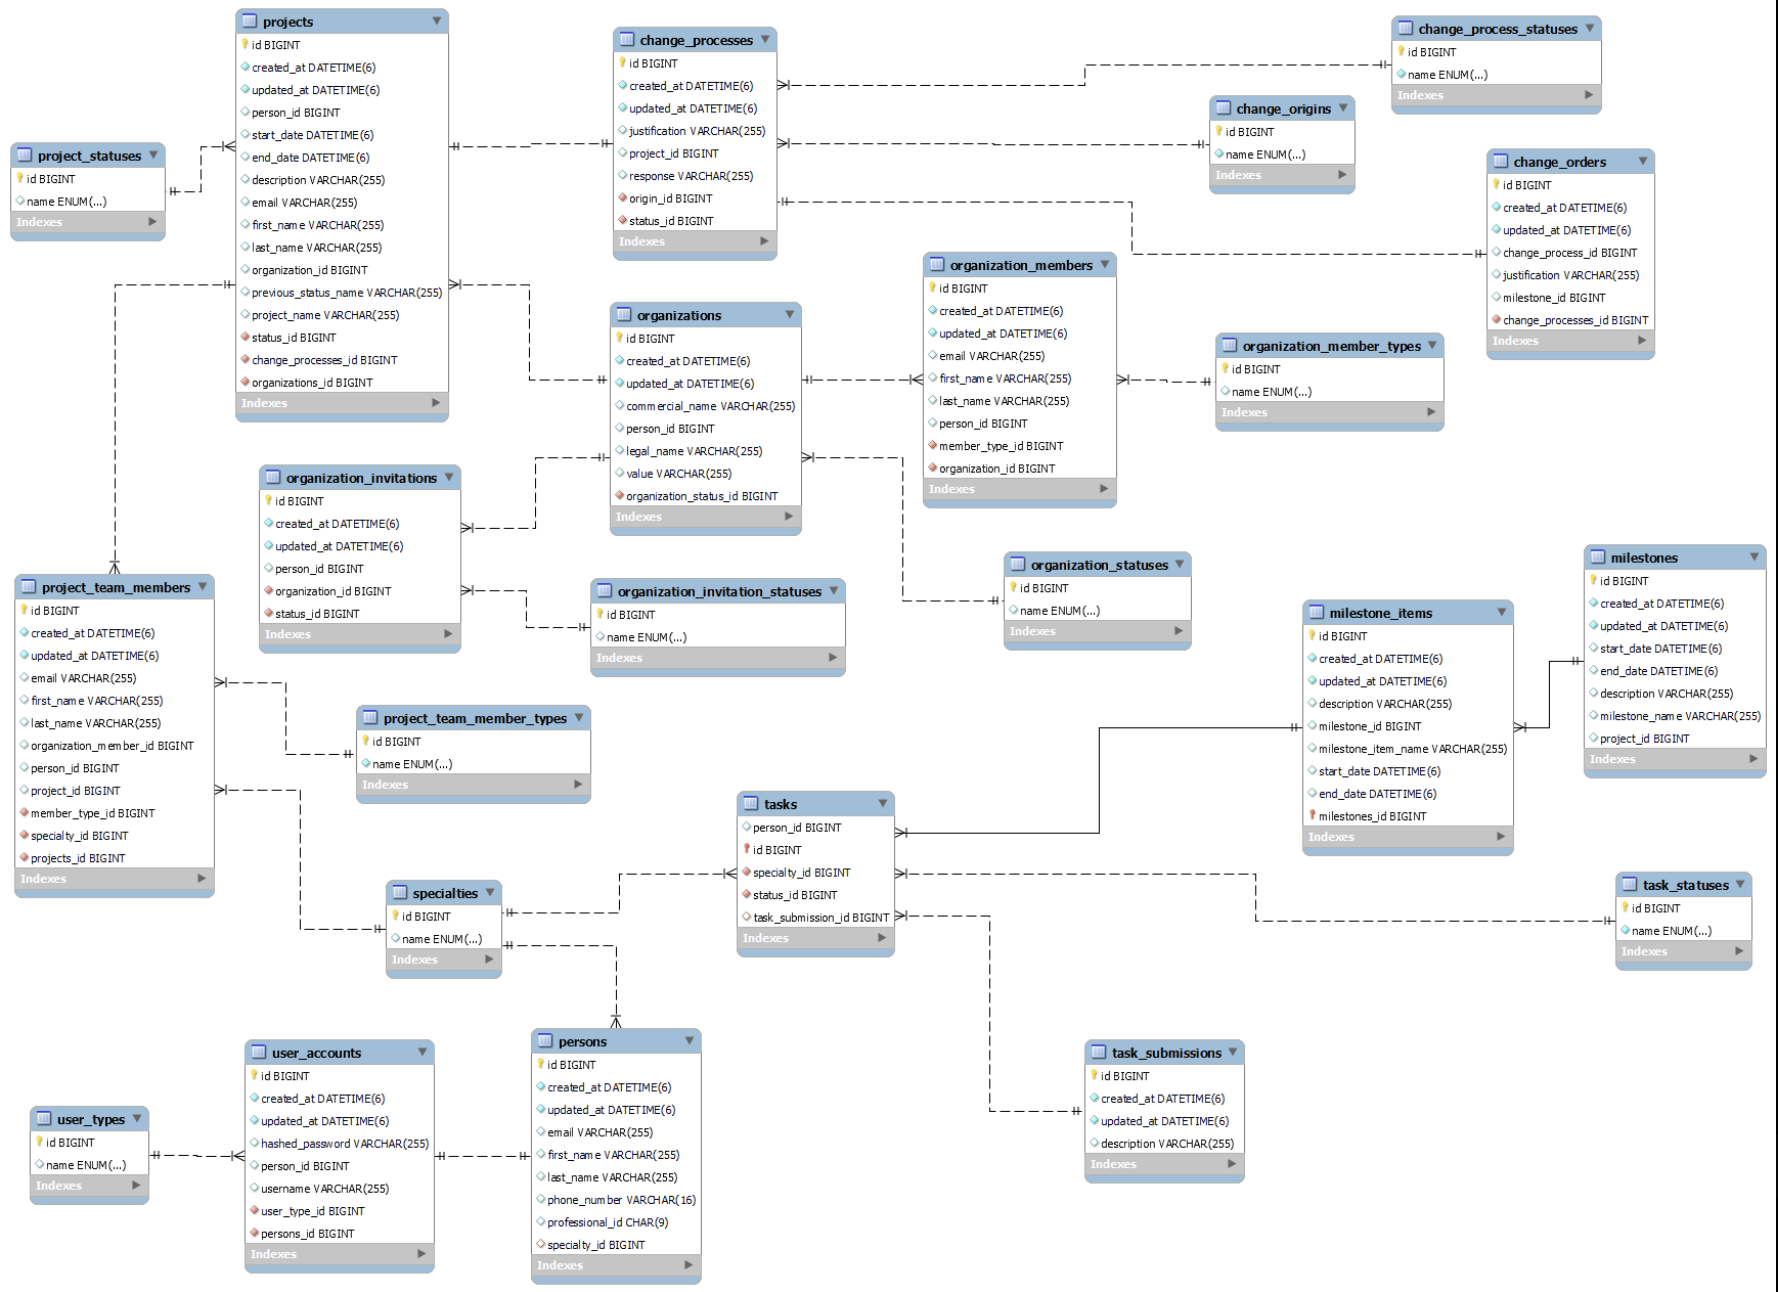 projects
id BIGINT
created_at DATETIME(6)
updated_at DATETIME(6)
person_id BIGINT
start_date DATETIME(6)
end_date DATETIME(6)
description VARCHAR(255)
email VARCHAR(255)
first_name VARCHAR(255)
last_name VARCHAR(255)
organization_id BIGINT
previous_status_name VARCHAR(255)
project_name VARCHAR(255)
status_id BIGINT
change_processes_id BIGINT
organizations_id BIGINT
Indexes
change_processes
id BIGINT
created_at DATETIME(6)
updated_at DATETIME(6)
justification VARCHAR(255)
project_id BIGINT
response VARCHAR(255)
origin_id BIGINT
status_id BIGINT
Indexes
change_process_statuses
id BIGINT
name ENUM(...)
Indexes
change_origins
id BIGINT
name ENUM(...)
Indexes
project_statuses
id BIGINT
name ENUM(...)
Indexes
change_orders
id BIGINT
created_at DATETIME(6)
updated_at DATETIME(6)
change_process_id BIGINT
justification VARCHAR(255)
milestone_id BIGINT
change_processes_id BIGINT
Indexes
organization_members
id BIGINT
created_at DATETIME(6)
updated_at DATETIME(6)
email VARCHAR(255)
first_name VARCHAR(255)
last_name VARCHAR(255)
person_id BIGINT
member_type_id BIGINT
organization_id BIGINT
Indexes
organizations
id BIGINT
created_at DATETIME(6)
updated_at DATETIME(6)
commercial_name VARCHAR(255)
person_id BIGINT
legal_name VARCHAR(255)
value VARCHAR(255)
organization_status_id BIGINT
Indexes
organization_member_types
id BIGINT
name ENUM(...)
Indexes
organization_invitations
id BIGINT
created_at DATETIME(6)
updated_at DATETIME(6)
person_id BIGINT
organization_id BIGINT
status_id BIGINT
Indexes
organization_invitation_statuses
id BIGINT
name ENUM(...)
Indexes
organization_statuses
id BIGINT
name ENUM(...)
Indexes
milestones
id BIGINT
created_at DATETIME(6)
updated_at DATETIME(6)
start_date DATETIME(6)
end_date DATETIME(6)
description VARCHAR(255)
milestone_name VARCHAR(255)
project_id BIGINT
Indexes
milestone_items
id BIGINT
created_at DATETIME(6)
updated_at DATETIME(6)
description VARCHAR(255)
milestone_id BIGINT
milestone_item_name VARCHAR(255)
start_date DATETIME(6)
end_date DATETIME(6)
milestones_id BIGINT
Indexes
project_team_members
id BIGINT
created_at DATETIME(6)
updated_at DATETIME(6)
email VARCHAR(255)
first_name VARCHAR(255)
last_name VARCHAR(255)
organization_member_id BIGINT
person_id BIGINT
project_id BIGINT
member_type_id BIGINT
specialty_id BIGINT
projects_id BIGINT
Indexes
project_team_member_types
id BIGINT
name ENUM(...)
Indexes
tasks
person_id BIGINT
id BIGINT
specialty_id BIGINT
status_id BIGINT
task_submission_id BIGINT
Indexes
specialties
id BIGINT
name ENUM(...)
Indexes
task_statuses
id BIGINT
name ENUM(...)
Indexes
user_accounts
id BIGINT
created_at DATETIME(6)
updated_at DATETIME(6)
hashed_password VARCHAR(255)
person_id BIGINT
username VARCHAR(255)
user_type_id BIGINT
persons_id BIGINT
Indexes
persons
id BIGINT
created_at DATETIME(6)
updated_at DATETIME(6)
email VARCHAR(255)
first_name VARCHAR(255)
last_name VARCHAR(255)
phone_number VARCHAR(16)
professional_id CHAR(9)
specialty_id BIGINT
Indexes
task_submissions
id BIGINT
created_at DATETIME(6)
updated_at DATETIME(6)
description VARCHAR(255)
Indexes
user_types
id BIGINT
name ENUM(...)
Indexes